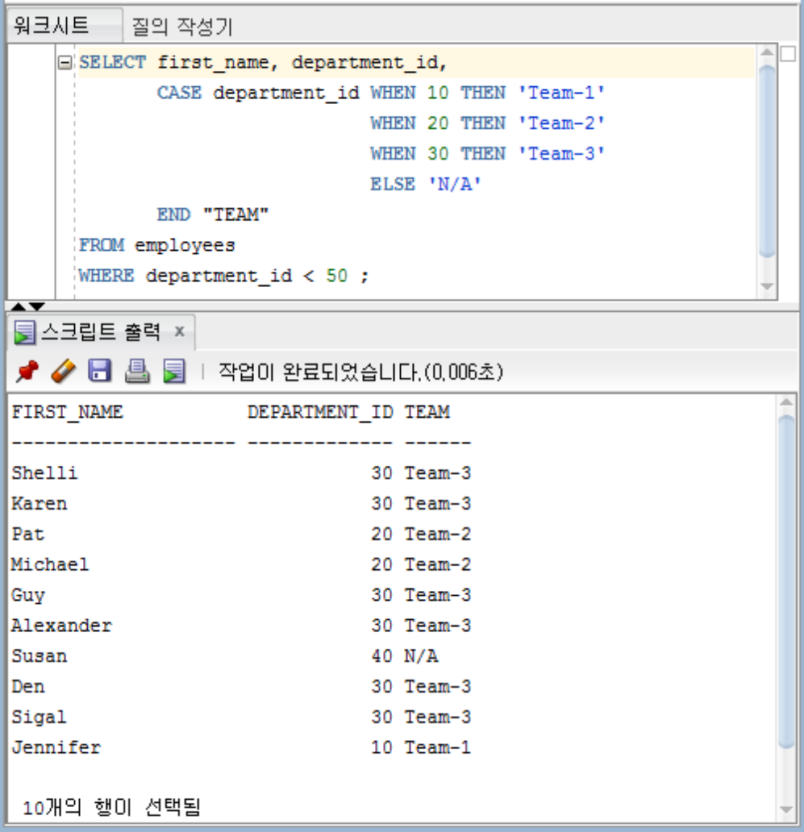 워크시트 질의 작성기
SELECT first_name, department_id,
CASE department_id WHEN 10 THEN 'Team-1'
WHEN 20 THEN 'Team-2'
WHEN 30 THEN 'Team-3'
ELSE 'N/A'
END "TEAM"
FROM employees
WHERE department_id < 50 ;
스크립트 출력 x
작업이 완료되었습니다.(0,006초)
FIRST_NAME DEPARTMENT_ID TEAM
-------------------- ------------- ------
Shelli 30 Team-3
Karen 30 Team-3
Pat 20 Team-2
Michael 20 Team-2
Guy 30 Team-3
Alexander 30 Team-3
Susan 40 N/A
Den 30 Team-3
Sigal 30 Team-3
Jennifer 10 Team-1
10개의 행이 선택됨